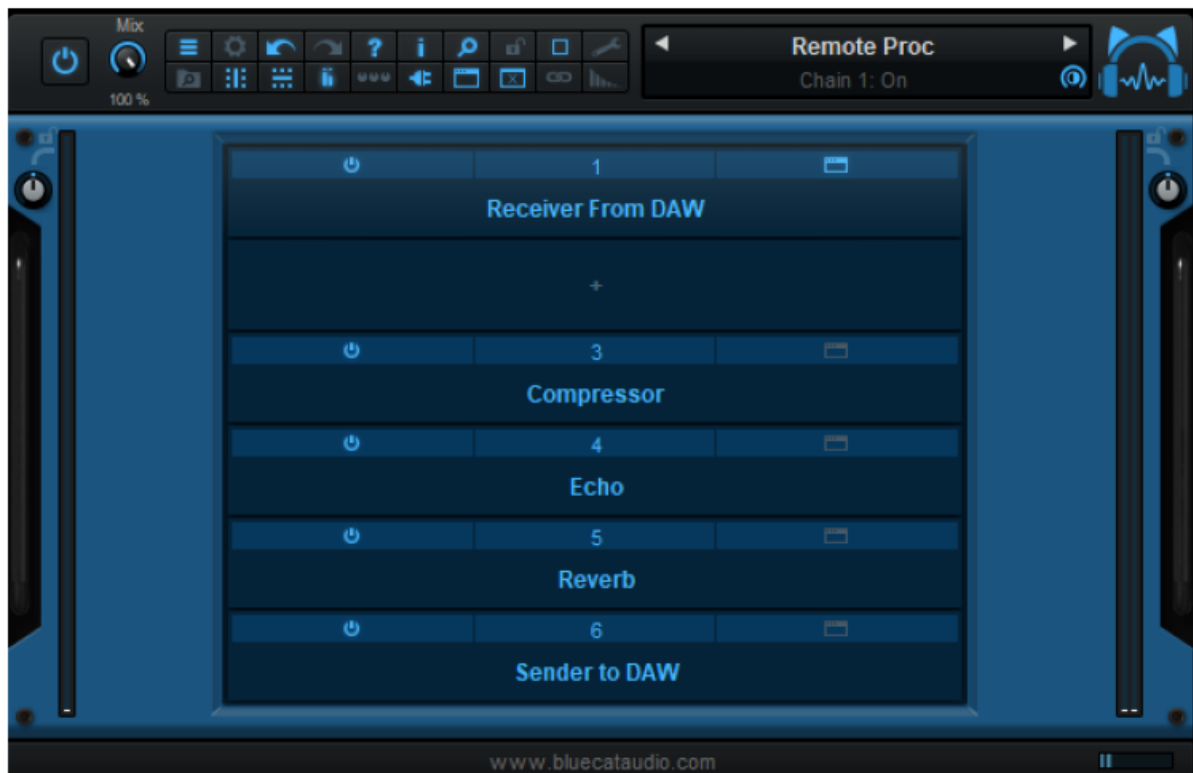 Mix
100 %
Remote Proc
Chain 1: On
1
Receiver From DAW
+
3
Compressor
4
Echo
5
Reverb
6
Sender to DAW
www.bluecataudio.com